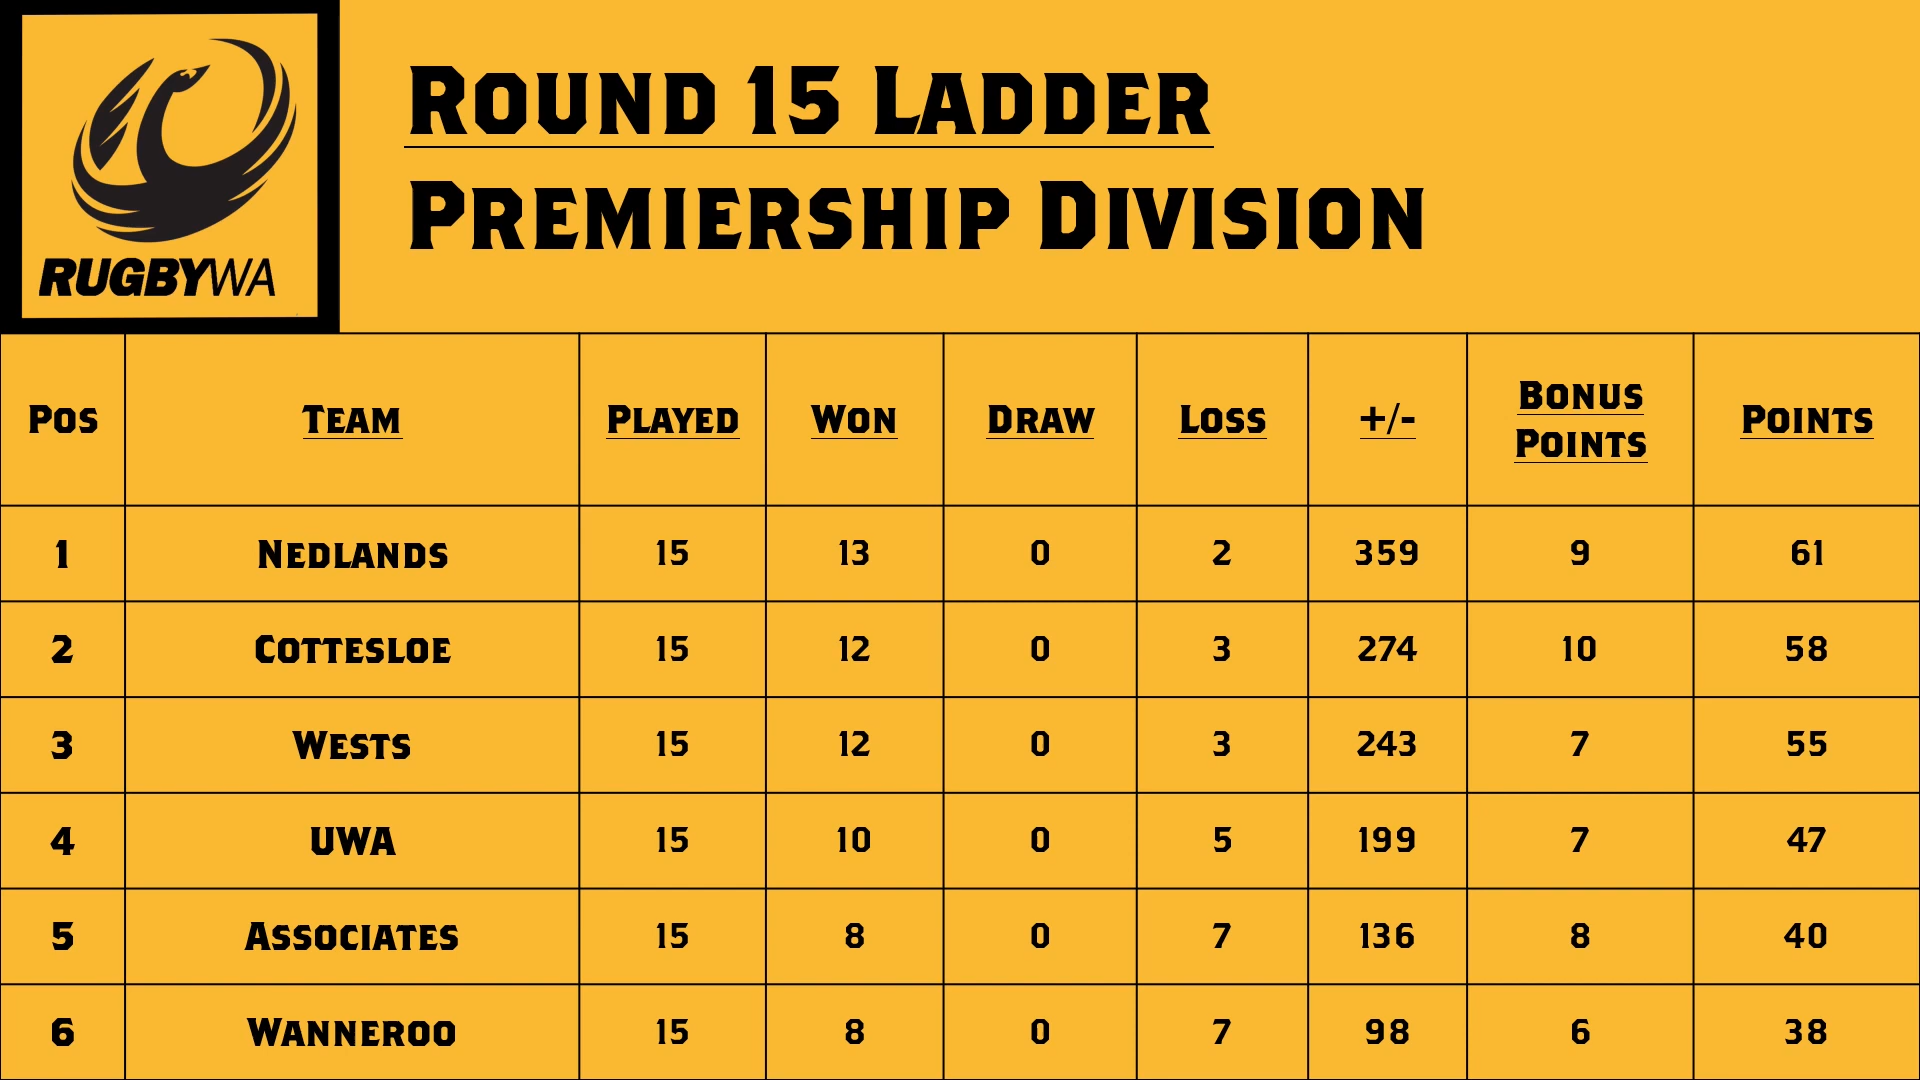 RUGBYWA
ROUND 15 LADDER
PREMIERSHIP DIVISION
POS TEAM PLAYED WON DRAW LOSS +/- BONUS POINTS POINTS
1 NEDLANDS 15 13 0 2 359 9 61
2 COTTESLOE 15 12 0 3 274 10 58
3 WESTS 15 12 0 3 243 7 55
4 UWA 15 10 0 5 199 7 47
5 ASSOCIATES 15 8 0 7 136 8 40
6 WANNEROO 15 8 0 7 98 6 38